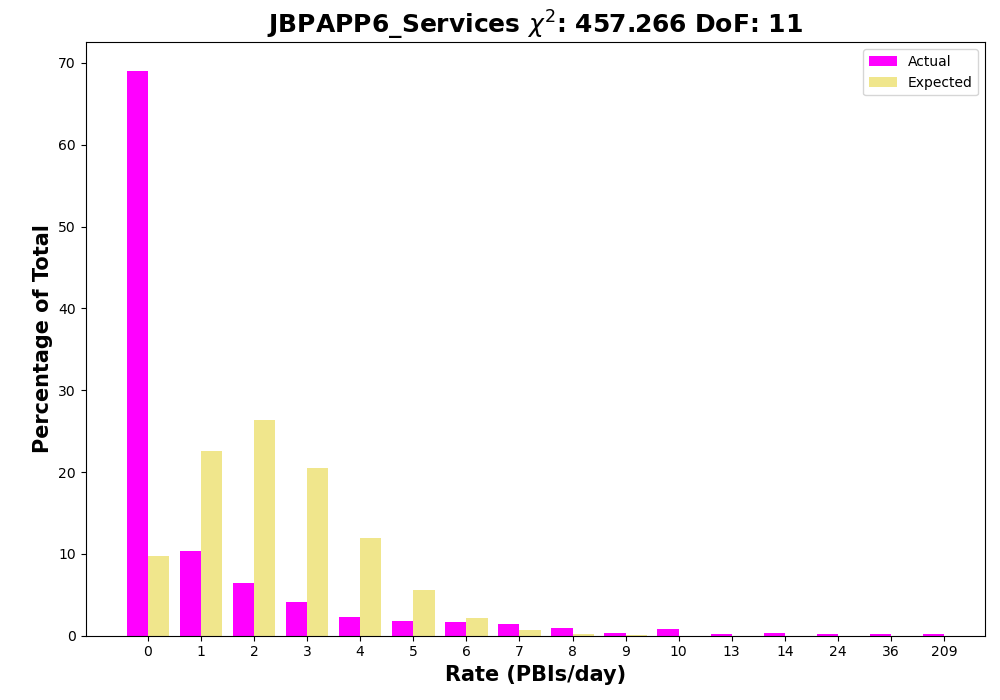 JBPAPP6_Services χ²: 457.266 DoF: 11
Actual
Expected
70
60
50
40
30
20
10
0
Percentage of Total
0 1 2 3 4 5 6 7 8 9 10 13 14 24 36 209
Rate (PBIs/day)